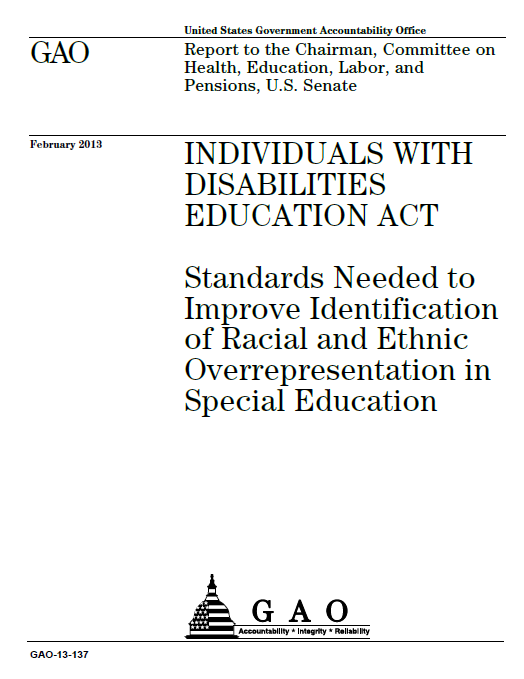 United States Government Accountability Office
GAO
Report to the Chairman, Committee on
Health, Education, Labor, and
Pensions, U.S. Senate
February 2013
INDIVIDUALS WITH
DISABILITIES
EDUCATION ACT
Standards Needed to
Improve Identification
of Racial and Ethnic
Overrepresentation in
Special Education
G A O
Accountability * Integrity * Reliability
GAO-13-137